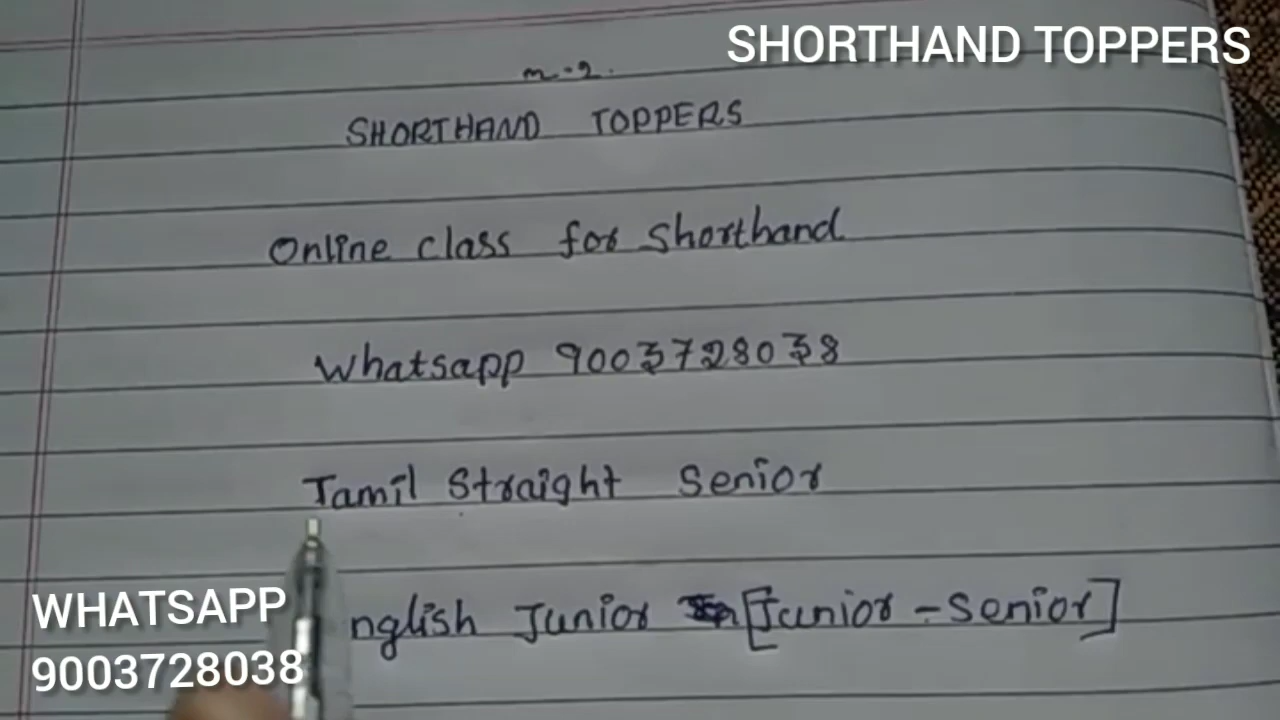 SHORTHAND TOPPERS
SHORTHAND TOPPERS
Online class for Shorthand
Whatsapp 9003728038
Tamil Straight Senior
nglish Junior [Junior - Senior]
WHATSAPP
9003728038